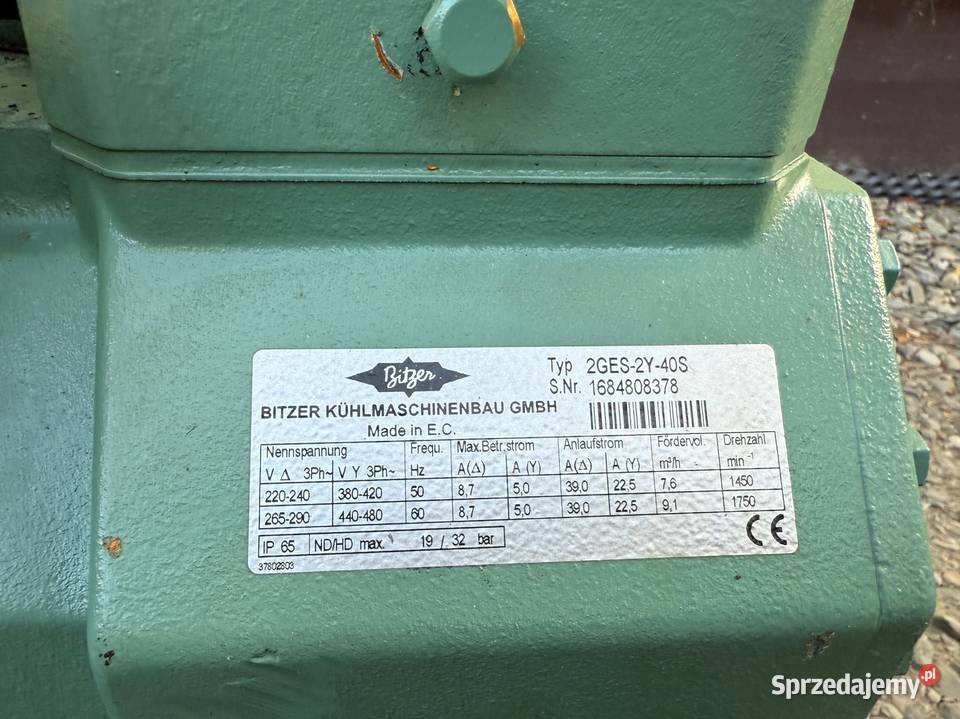 Bitzer
Typ 2GES-2Y-40S
S.Nr. 1684808378
BITZER KÜHLMASCHINENBAU GMBH
Made in E.C.
Nennspannung Frequ. Max.Betr.strom Anlaufstrom Fördervol. Drehzahl
V Δ 3Ph~ V Y 3Ph~ Hz A(Δ) A (Y) A(Δ) A (Y) m³/h min⁻¹
220-240 380-420 50 8,7 5,0 39,0 22,5 7,6 1450
265-290 440-480 60 8,7 5,0 39,0 22,5 9,1 1750
IP 65 ND/HD max. 19 / 32 bar
CE
37802803
Sprzedajemy.pl